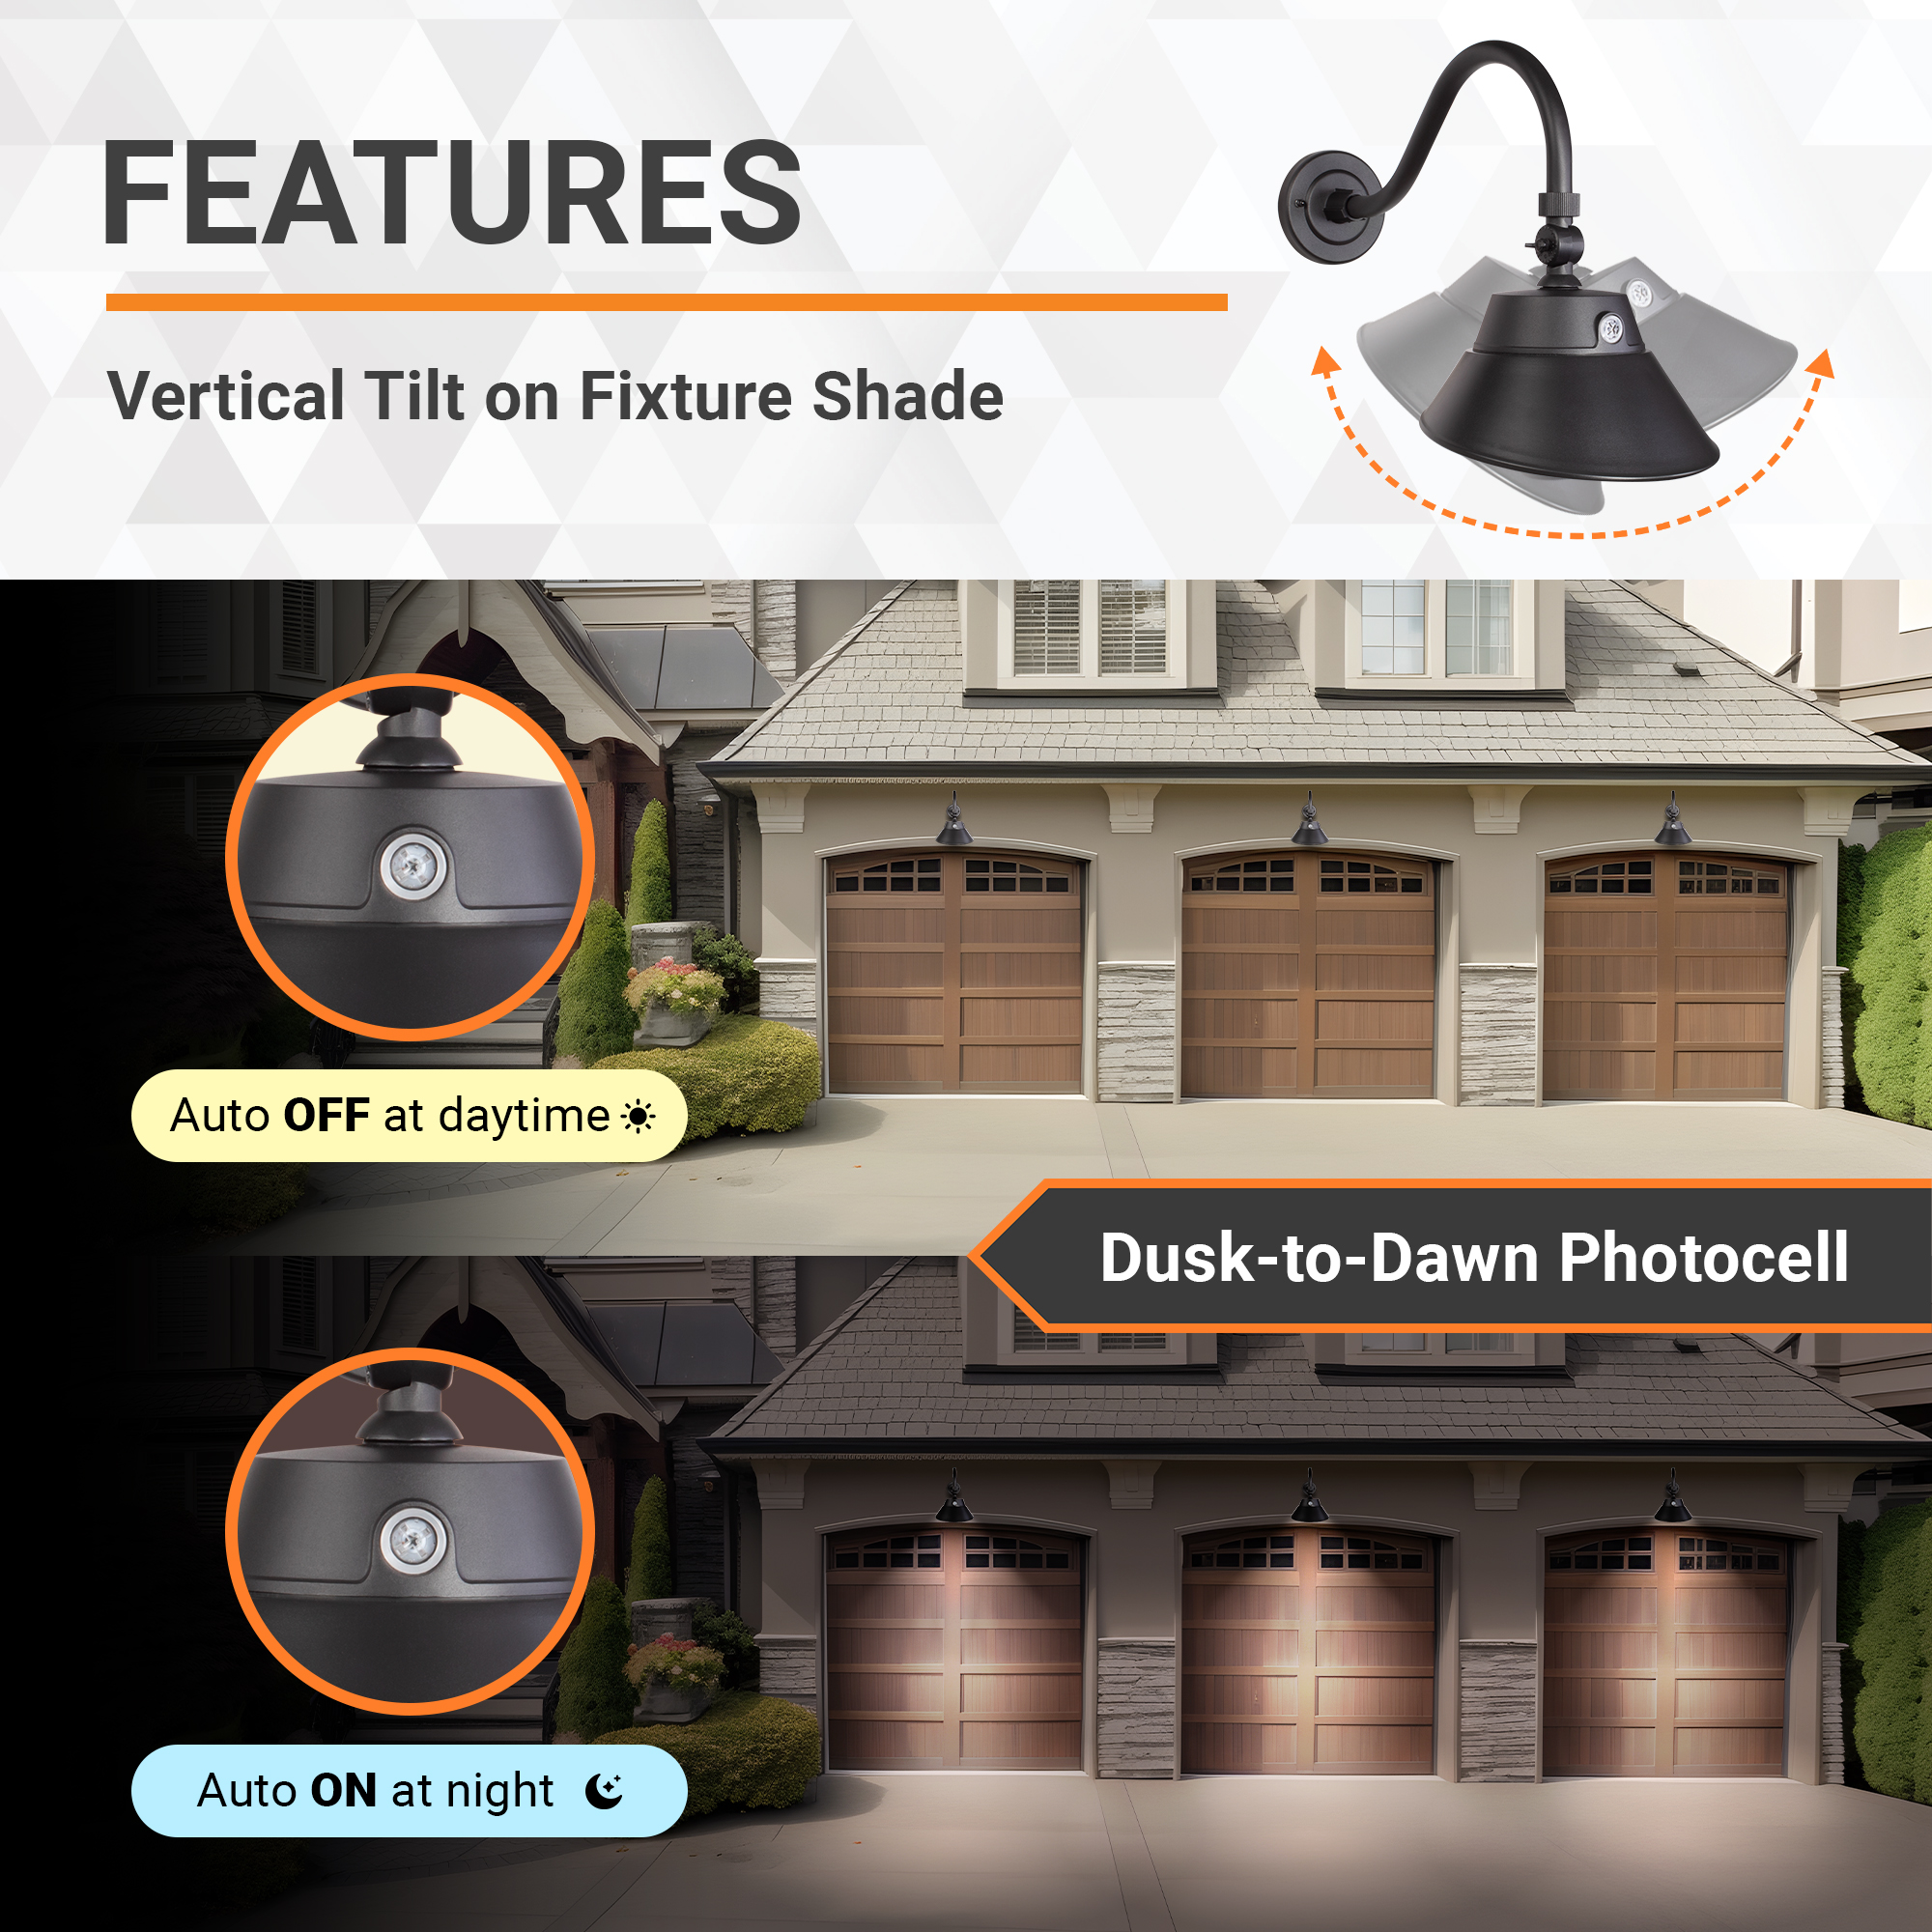 FEATURES
Vertical Tilt on Fixture Shade
Auto OFF at daytime
Dusk-to-Dawn Photocell
Auto ON at night